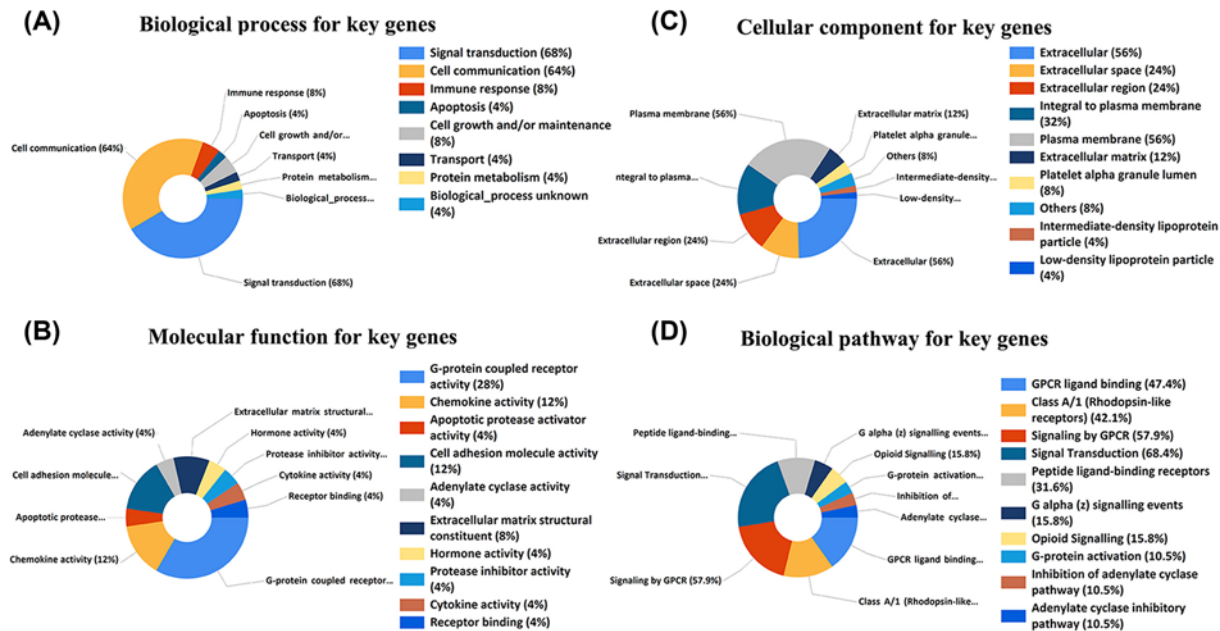 (A)
Biological process for key genes
Immune response (8%)
Apoptosis (4%)
Cell growth and/or...
Cell communication (64%)
Transport (4%)
Protein metabolism...
Biological_process...
Signal transduction (68%)
Signal transduction (68%)
Cell communication (64%)
Immune response (8%)
Apoptosis (4%)
Cell growth and/or maintenance
(8%)
Transport (4%)
Protein metabolism (4%)
Biological_process unknown
(4%)
(C)
Cellular component for key genes
Plasma membrane (56%)
Extracellular matrix (12%)
Platelet alpha granule...
Others (8%)
Intermediate-density...
ntegral to plasma...
Low-density...
Extracellular region (24%)
Extracellular (56%)
Extracellular space (24%)
Extracellular (56%)
Extracellular space (24%)
Extracellular region (24%)
Integral to plasma membrane
(32%)
Plasma membrane (56%)
Extracellular matrix (12%)
Platelet alpha granule lumen
(8%)
Others (8%)
Intermediate-density lipoprotein
particle (4%)
Low-density lipoprotein particle
(4%)
(B)
Molecular function for key genes
Extracellular matrix structural...
Adenylate cyclase activity (4%)
Hormone activity (4%)
Protease inhibitor activity...
Cell adhesion molecule...
Cytokine activity (4%)
Receptor binding (4%)
Apoptotic protease...
Chemokine activity (12%)
G-protein coupled receptor...
G-protein coupled receptor
activity (28%)
Chemokine activity (12%)
Apoptotic protease activator
activity (4%)
Cell adhesion molecule activity
(12%)
Adenylate cyclase activity
(4%)
Extracellular matrix structural
constituent (8%)
Hormone activity (4%)
Protease inhibitor activity
(4%)
Cytokine activity (4%)
Receptor binding (4%)
(D)
Biological pathway for key genes
Peptide ligand-binding...
G alpha (z) signalling events...
Opioid Signalling (15.8%)
Signal Transduction...
G-protein activation...
Inhibition of...
Adenylate cyclase...
GPCR ligand binding...
Signaling by GPCR (57.9%)
Class A/1 (Rhodopsin-like...
GPCR ligand binding (47.4%)
Class A/1 (Rhodopsin-like
receptors) (42.1%)
Signaling by GPCR (57.9%)
Signal Transduction (68.4%)
Peptide ligand-binding receptors
(31.6%)
G alpha (z) signalling events
(15.8%)
Opioid Signalling (15.8%)
G-protein activation (10.5%)
Inhibition of adenylate cyclase
pathway (10.5%)
Adenylate cyclase inhibitory
pathway (10.5%)